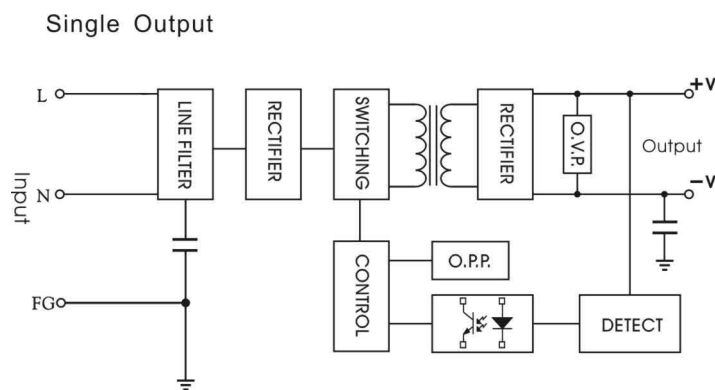 Single Output
L
N
FG
Input
LINE FILTER
RECTIFIER
SWITCHING
RECTIFIER
O.V.P.
+V
Output
-V
CONTROL
O.P.P.
DETECT